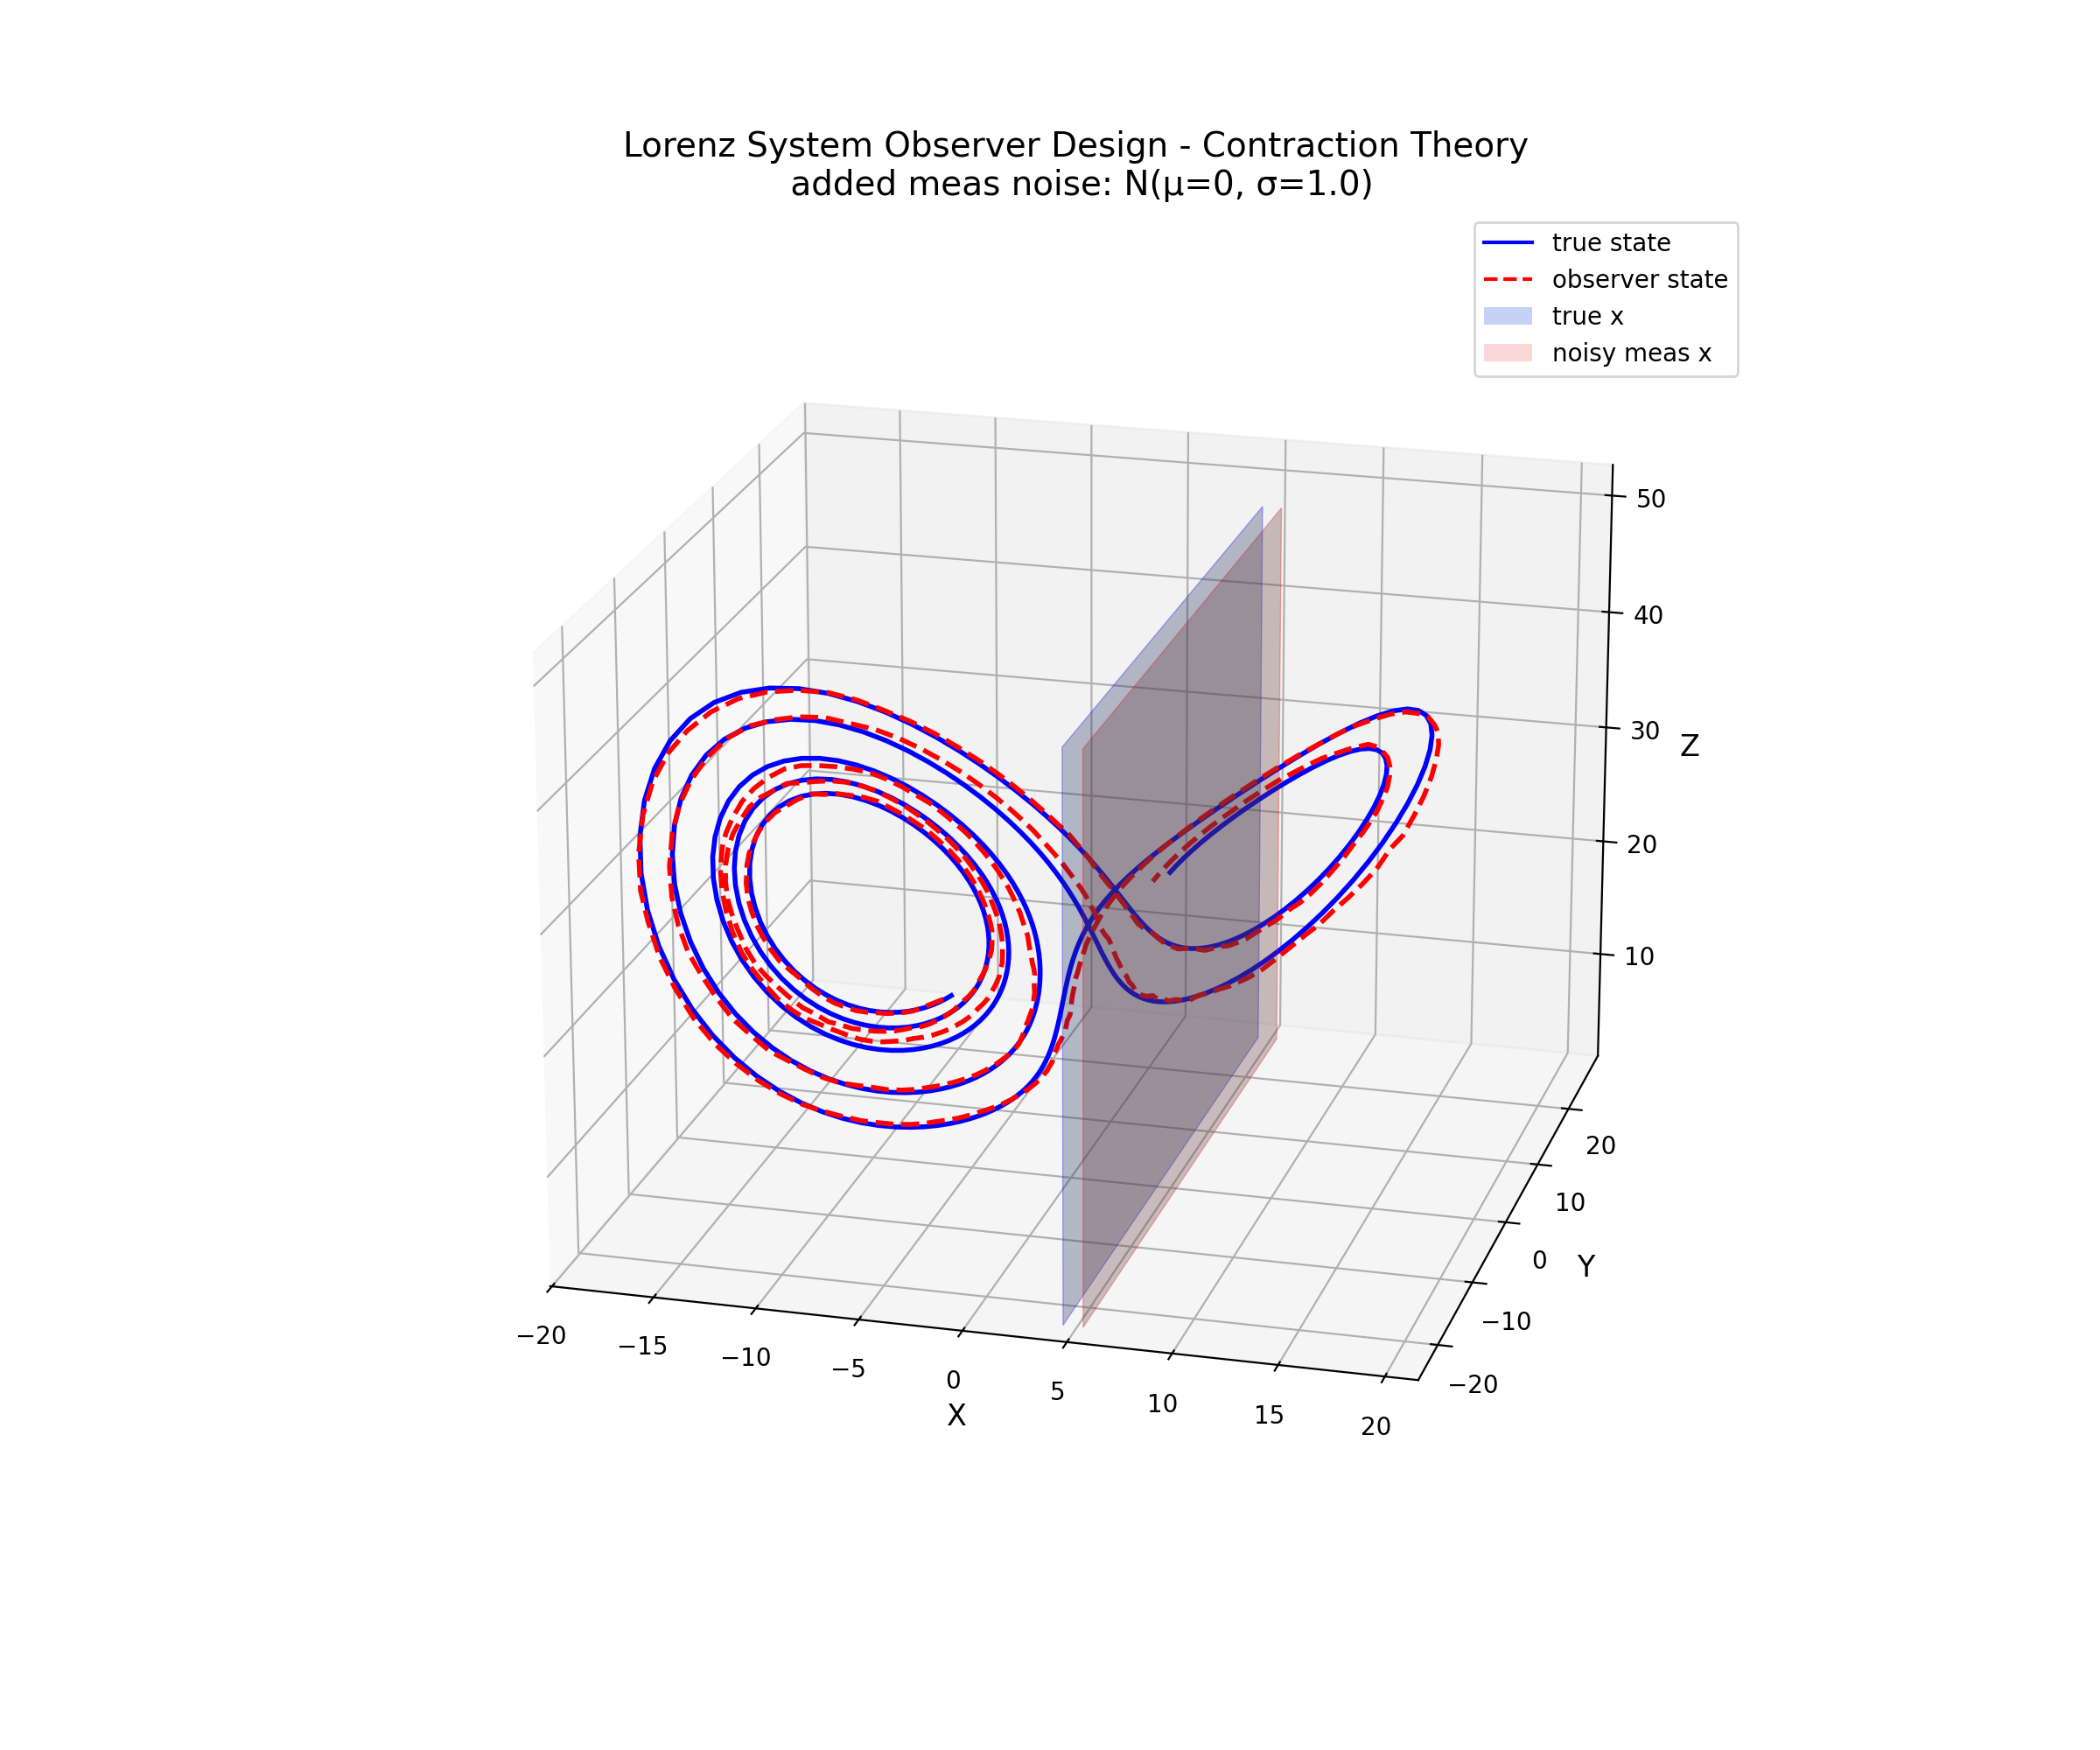 Lorenz System Observer Design - Contraction Theory
added meas noise: N(μ=0, σ=1.0)
true state
observer state
true x
noisy meas x
50
40
30
Z
20
10
20
10
0
Y
−10
−20
−20
−15
−10
−5
0
5
10
15
20
X